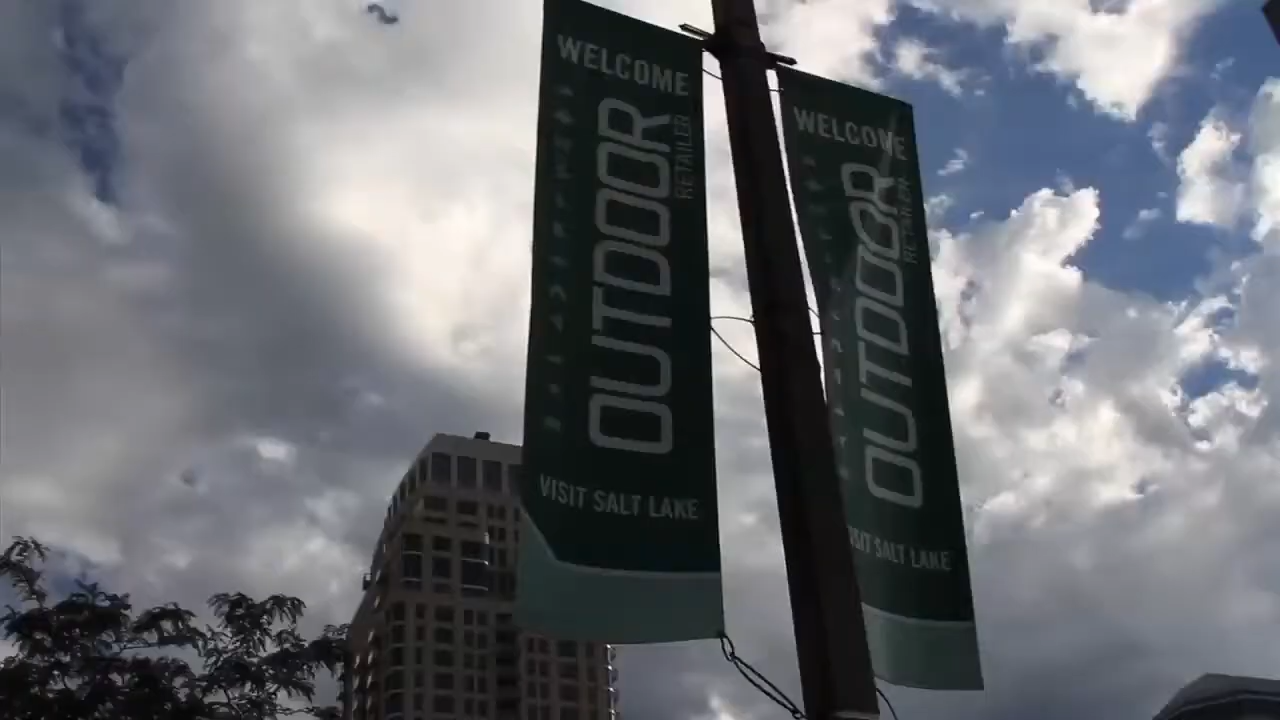 WELCOME
OUTDOOR
RETAILER
VISIT SALT LAKE
WELCOME
OUTDOOR
RETAILER
VISIT SALT LAKE